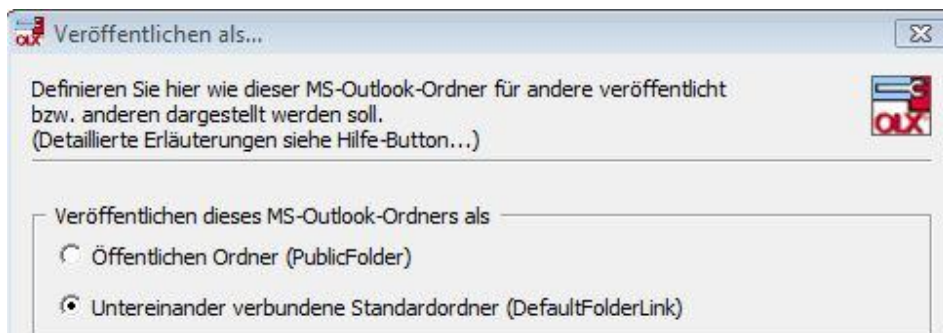 Veröffentlichen als...
Definieren Sie hier wie dieser MS-Outlook-Ordner für andere veröffentlicht
bzw. anderen dargestellt werden soll.
(Detaillierte Erläuterungen siehe Hilfe-Button...)
OLX
Veröffentlichen dieses MS-Outlook-Ordners als
Öffentlichen Ordner (PublicFolder)
Untereinander verbundene Standardordner (DefaultFolderLink)